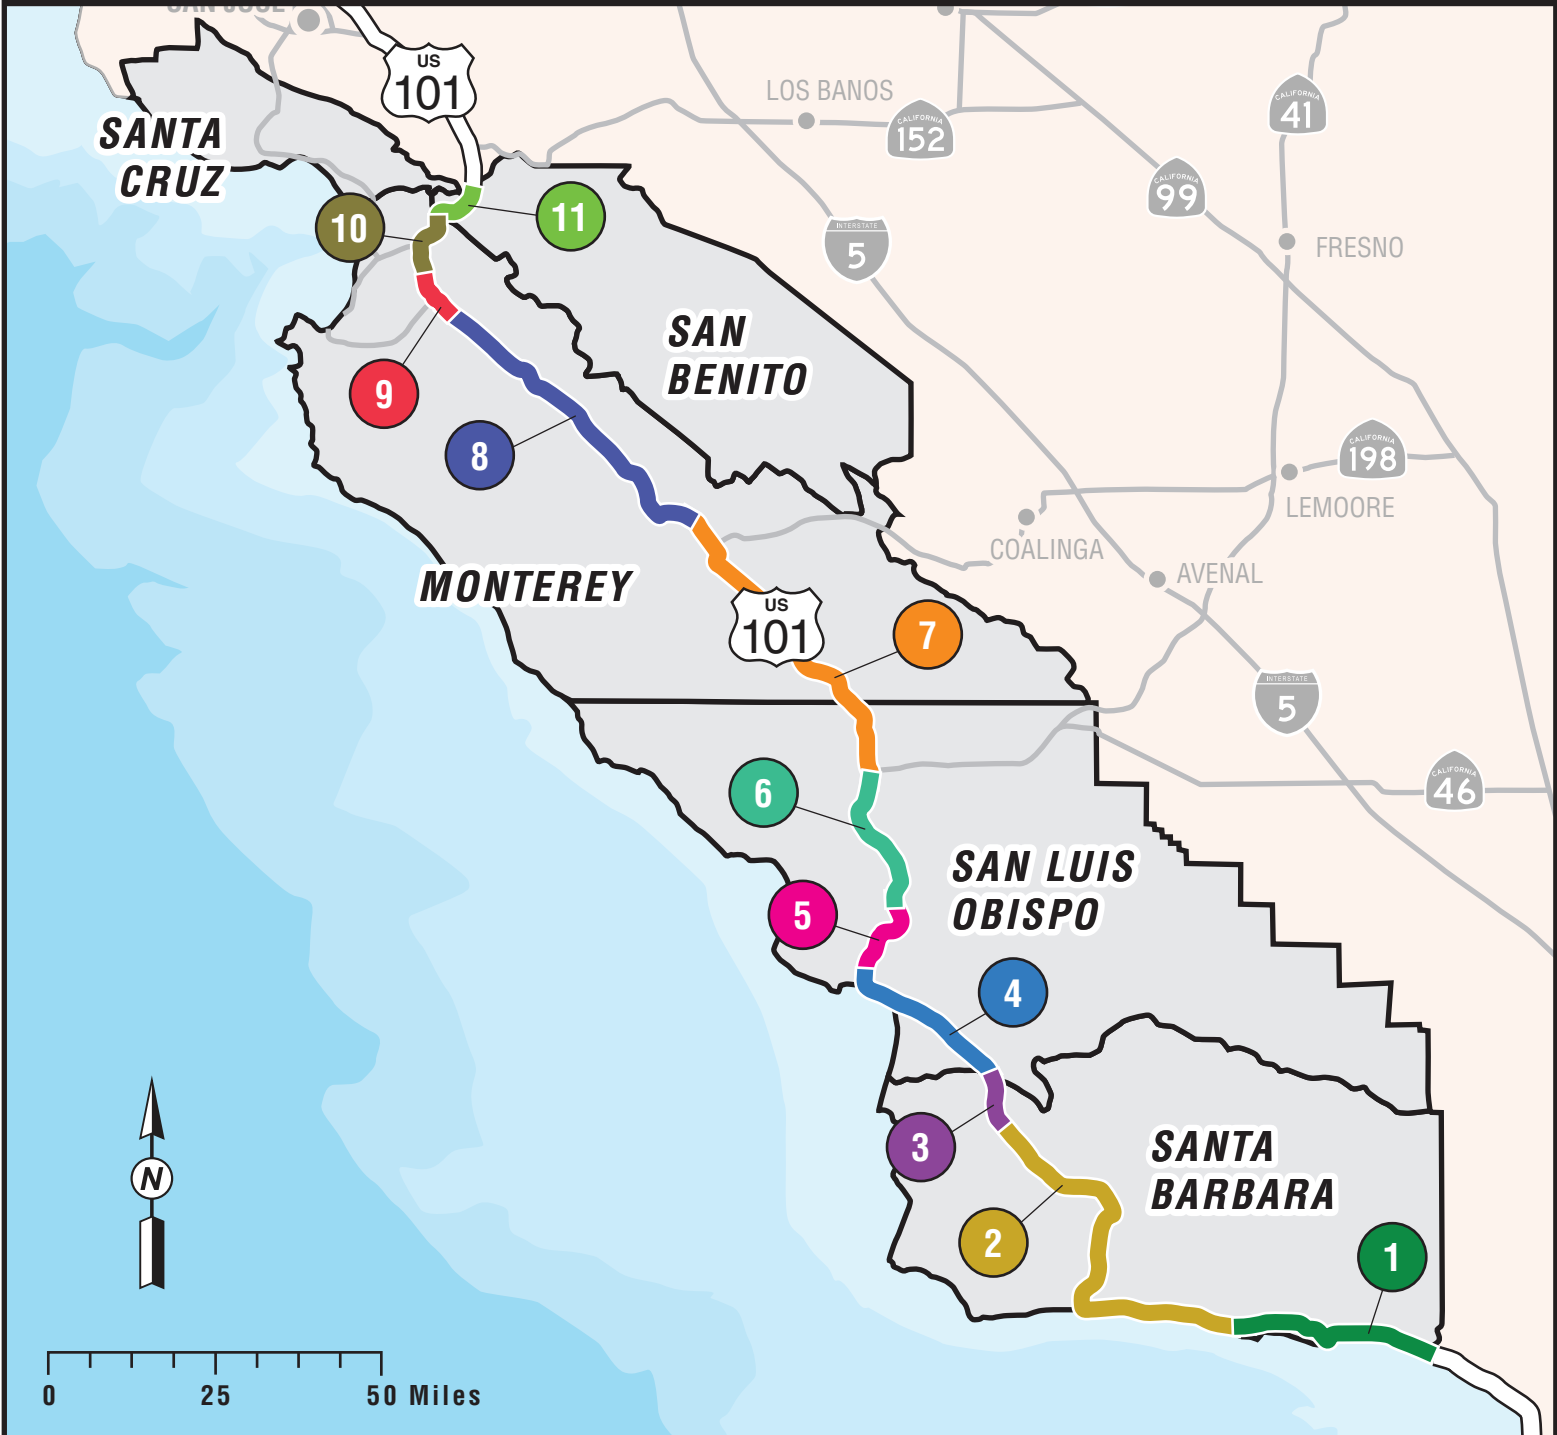 SAN JOSE
US
101
LOS BANOS
CALIFORNIA
152
CALIFORNIA
41
SANTA
CRUZ
CALIFORNIA
99
10
11
INTERSTATE
5
FRESNO
SAN
BENITO
9
8
CALIFORNIA
198
LEMOORE
COALINGA
AVENAL
MONTEREY
US
101
7
INTERSTATE
5
6
CALIFORNIA
46
SAN LUIS
OBISPO
5
4
3
SANTA
BARBARA
N
2
1
0 25 50 Miles